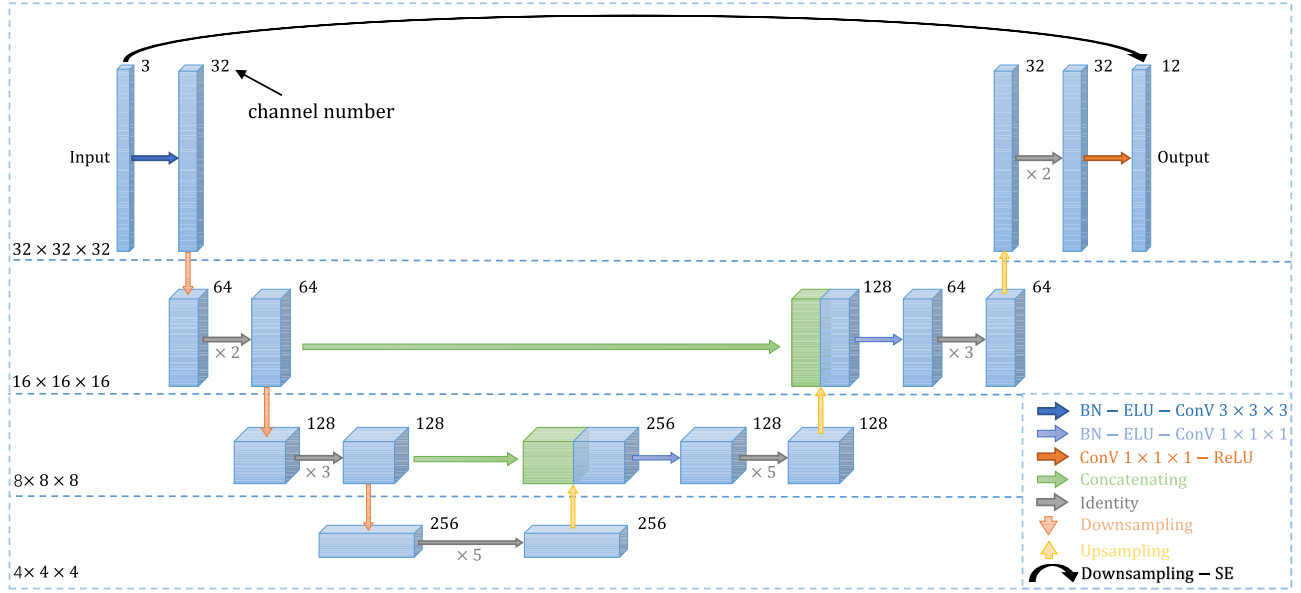 3
32
channel number
32
32
12
Input
× 2
Output
32 × 32 × 32
64
64
128
64
64
× 2
× 3
16 × 16 × 16
128
128
256
128
128
× 3
× 5
8× 8 × 8
256
256
× 5
4× 4 × 4
BN − ELU − ConV 3 × 3 × 3
BN − ELU − ConV 1 × 1 × 1
ConV 1 × 1 × 1 − ReLU
Concatenating
Identity
Downsampling
Upsampling
Downsampling − SE